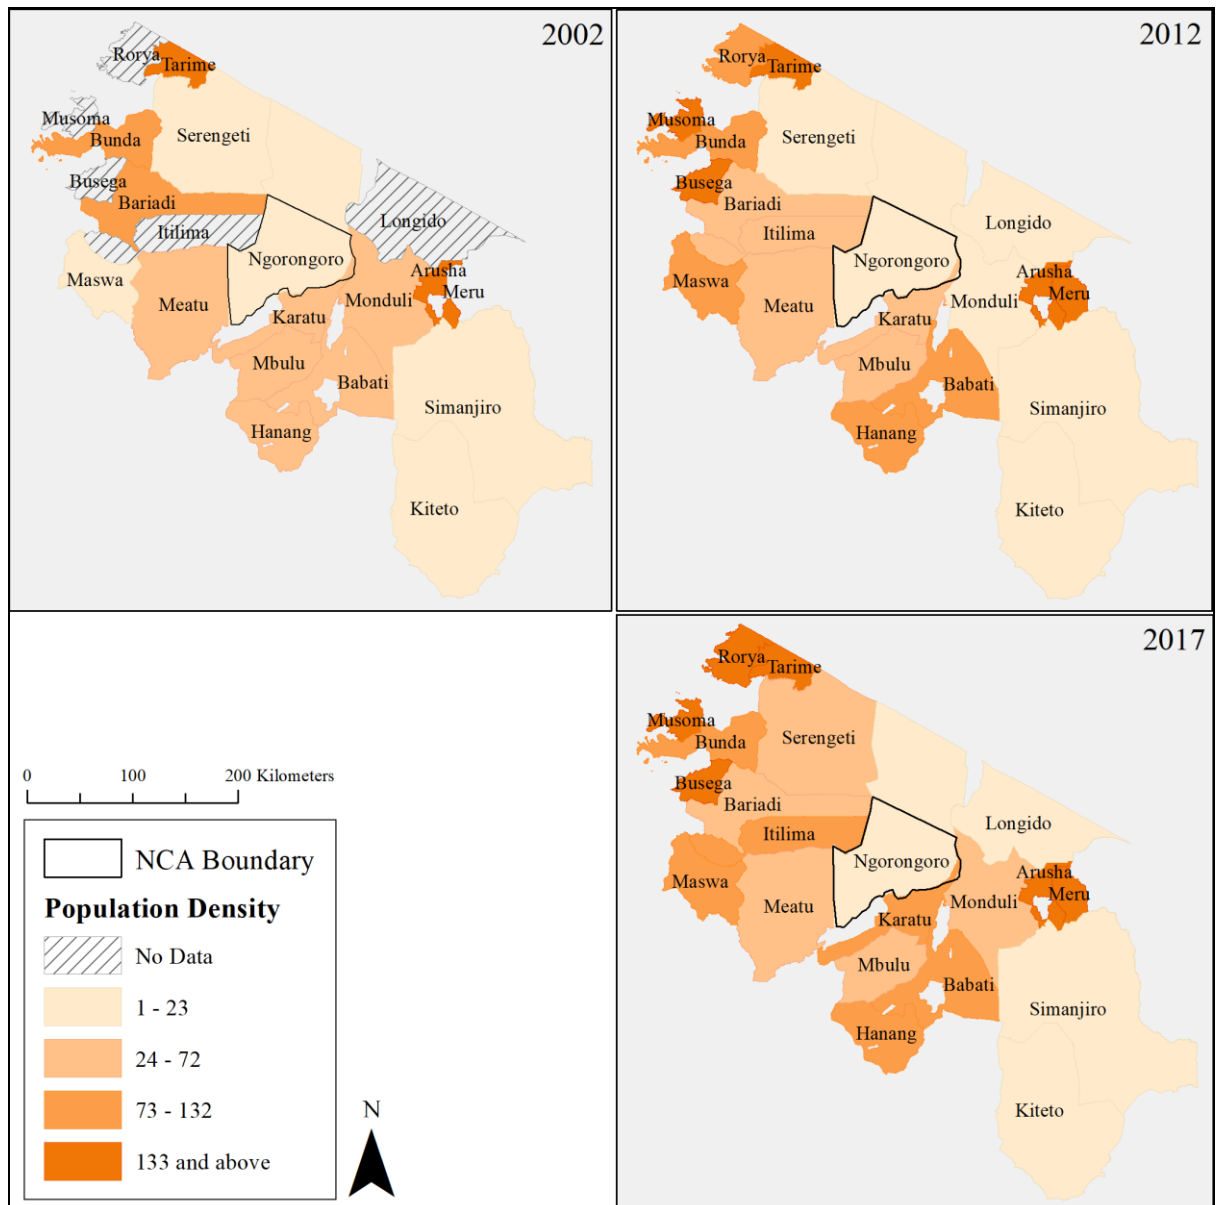 2002
Rorya
Tarime
Musoma
Bunda
Serengeti
Busega
Bariadi
Itilima
Longido
Maswa
Ngorongoro
Arusha
Meatu
Monduli
Meru
Karatu
Mbulu
Babati
Hanang
Simanjiro
Kiteto
2012
Rorya
Tarime
Musoma
Bunda
Serengeti
Busega
Bariadi
Itilima
Longido
Maswa
Ngorongoro
Arusha
Meatu
Monduli
Meru
Karatu
Mbulu
Babati
Hanang
Simanjiro
Kiteto
0 100 200 Kilometers
NCA Boundary
Population Density
No Data
1 - 23
24 - 72
73 - 132
133 and above
N
2017
Rorya
Tarime
Musoma
Bunda
Serengeti
Busega
Bariadi
Itilima
Longido
Maswa
Ngorongoro
Arusha
Meatu
Monduli
Meru
Karatu
Mbulu
Babati
Hanang
Simanjiro
Kiteto